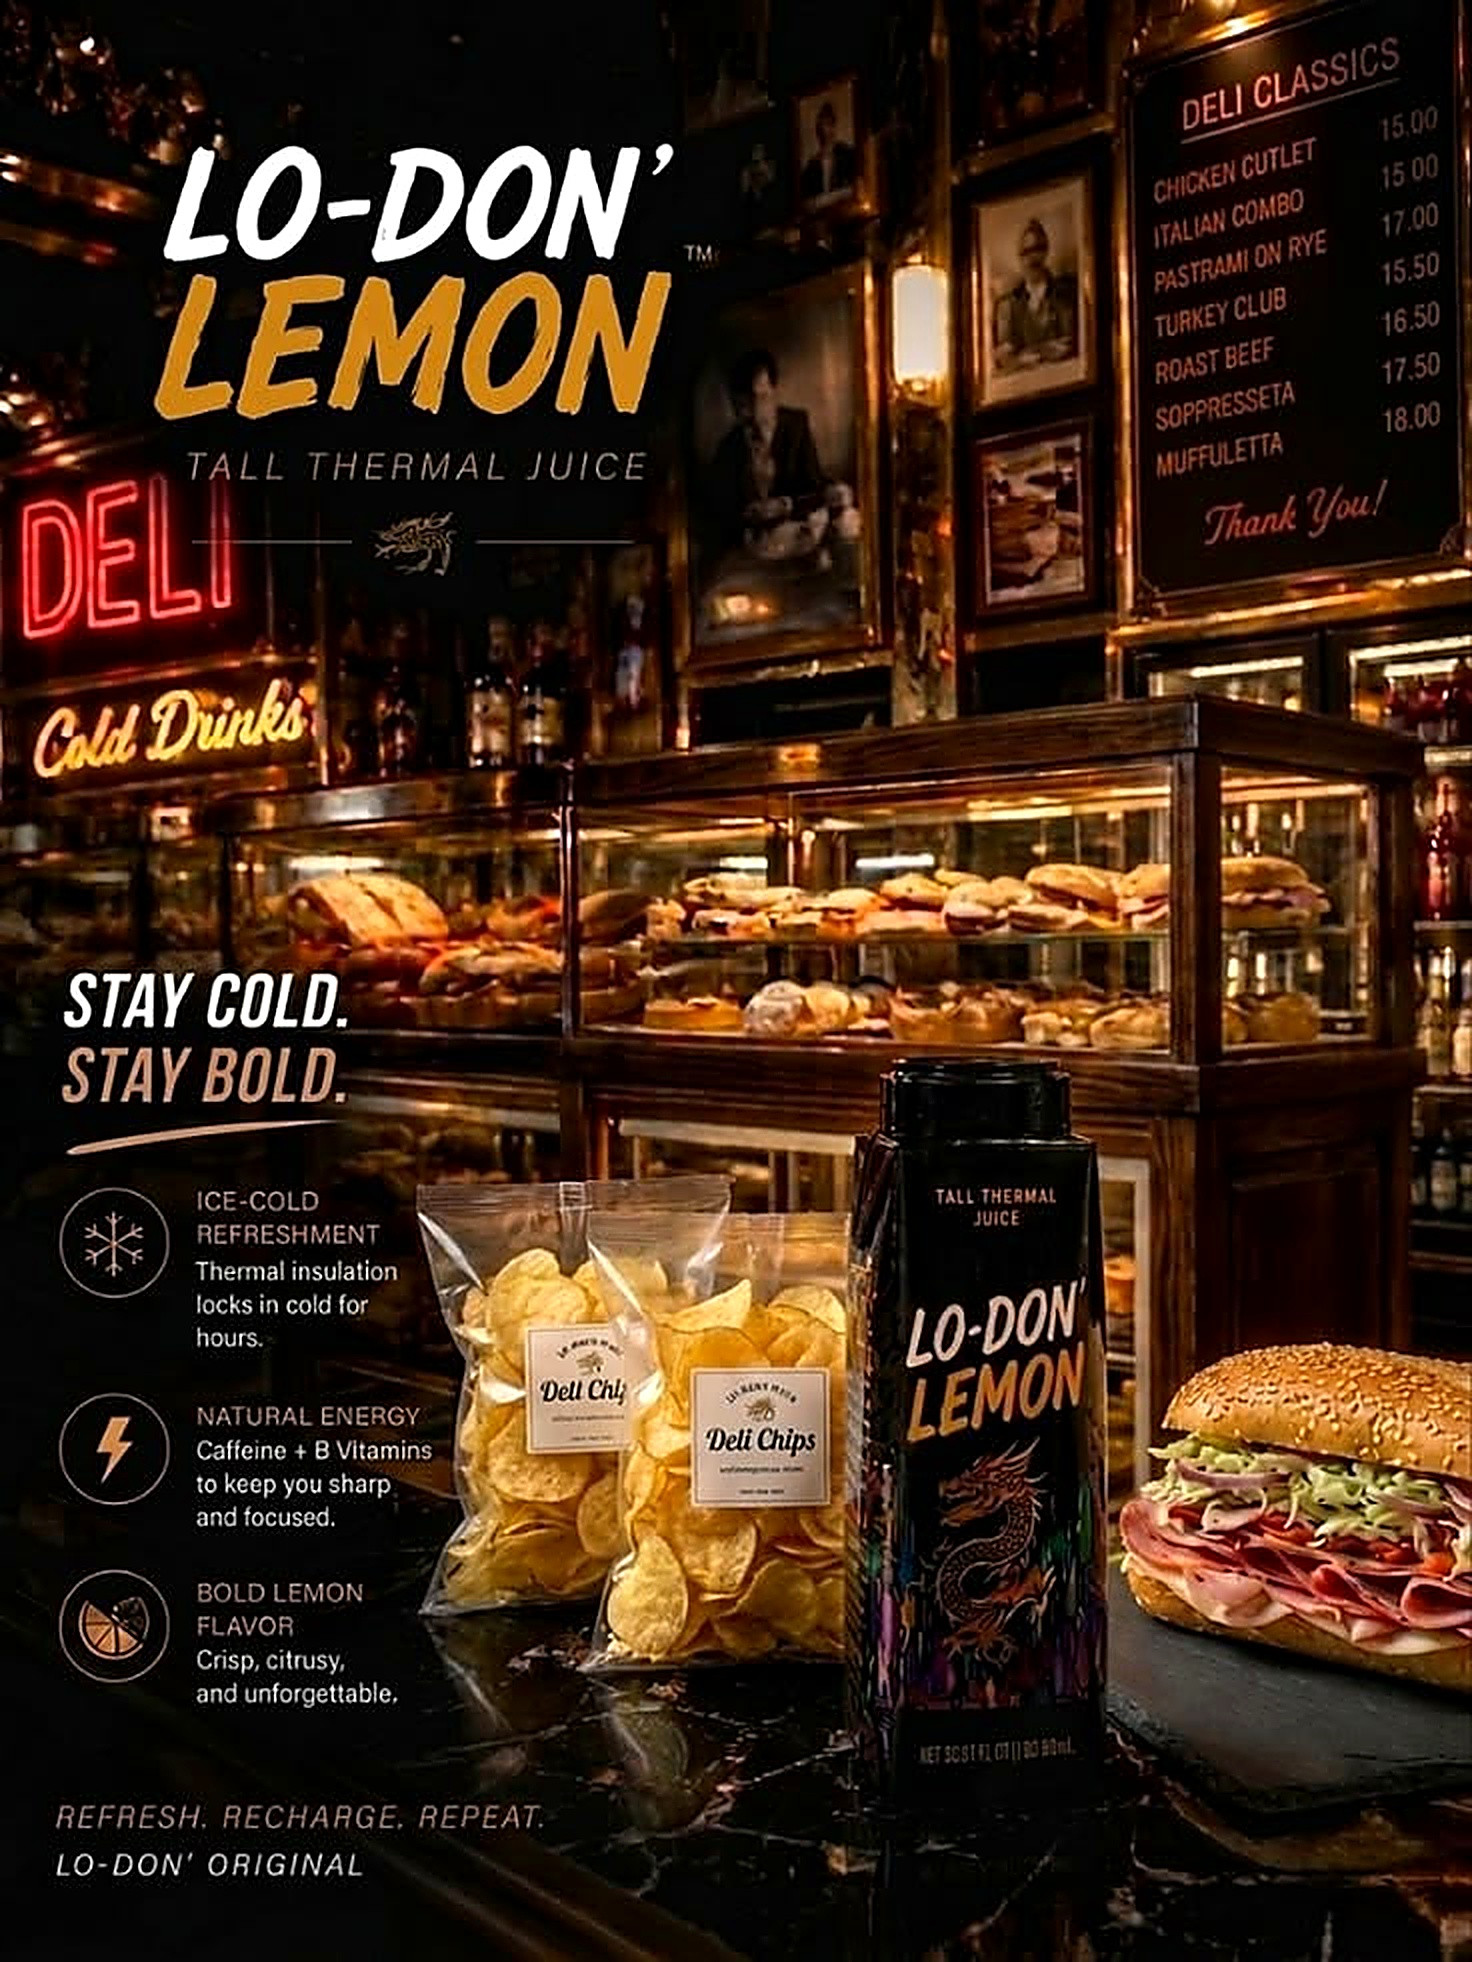 LO-DON'
LEMON
TM
TALL THERMAL JUICE
DELI
Cold Drinks
DELI CLASSICS
CHICKEN CUTLET 15.00
ITALIAN COMBO 15 00
PASTRAMI ON RYE 17.00
TURKEY CLUB 15.50
ROAST BEEF 16.50
SOPPRESSETA 17.50
MUFFULETTA 18.00
Thank You!
STAY COLD.
STAY BOLD.
ICE-COLD
REFRESHMENT
Thermal insulation
locks in cold for
hours.
NATURAL ENERGY
Caffeine + B Vitamins
to keep you sharp
and focused.
BOLD LEMON
FLAVOR
Crisp, citrusy,
and unforgettable.
REFRESH. RECHARGE. REPEAT.
LO-DON' ORIGINAL
Deli Chip
Deli Chips
TALL THERMAL
JUICE
LO-DON'
LEMON
NET